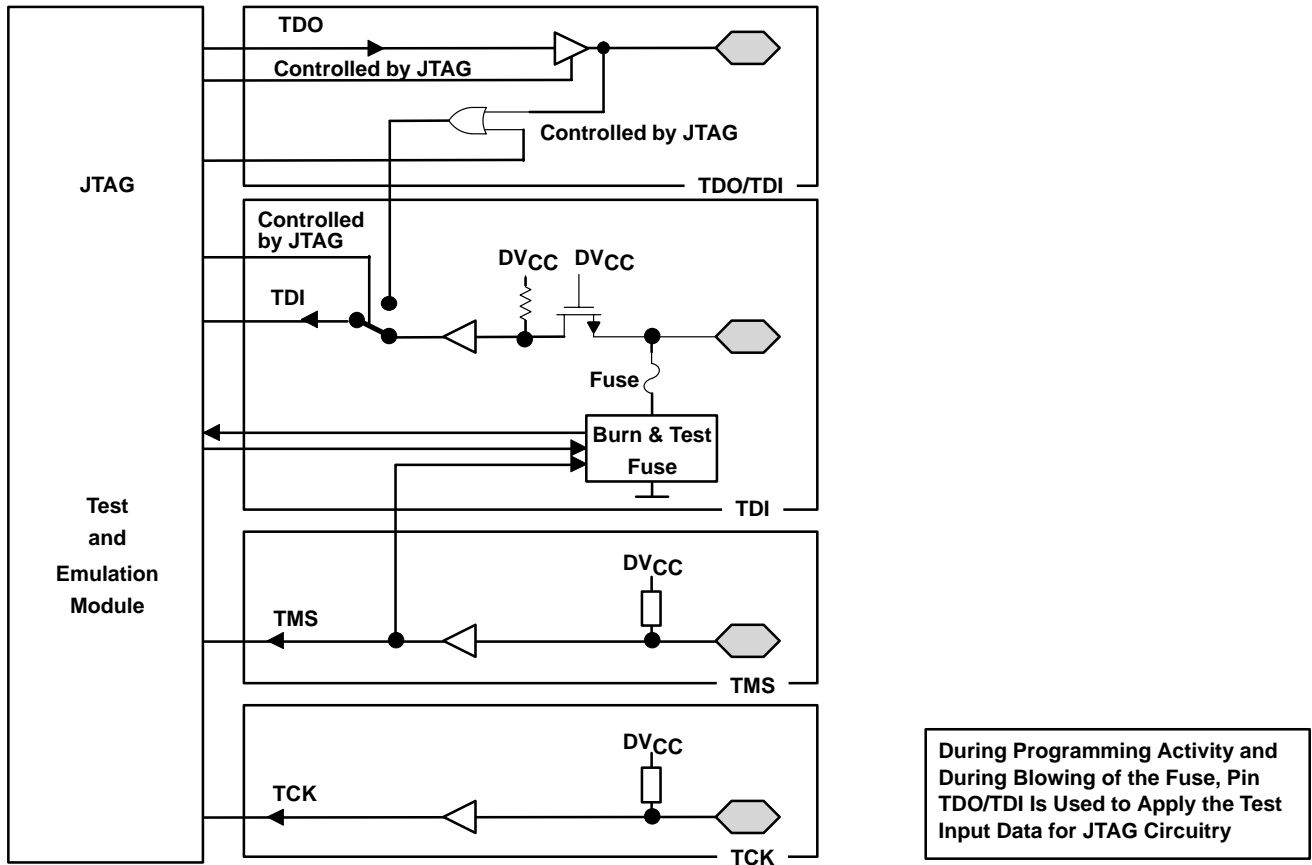 JTAG
Test
and
Emulation
Module
TDO
Controlled by JTAG
Controlled by JTAG
TDO/TDI
Controlled
by JTAG
TDI
DVCC
DVCC
Fuse
Burn & Test
Fuse
TDI
TMS
DVCC
TMS
TCK
DVCC
TCK
During Programming Activity and
During Blowing of the Fuse, Pin
TDO/TDI Is Used to Apply the Test
Input Data for JTAG Circuitry